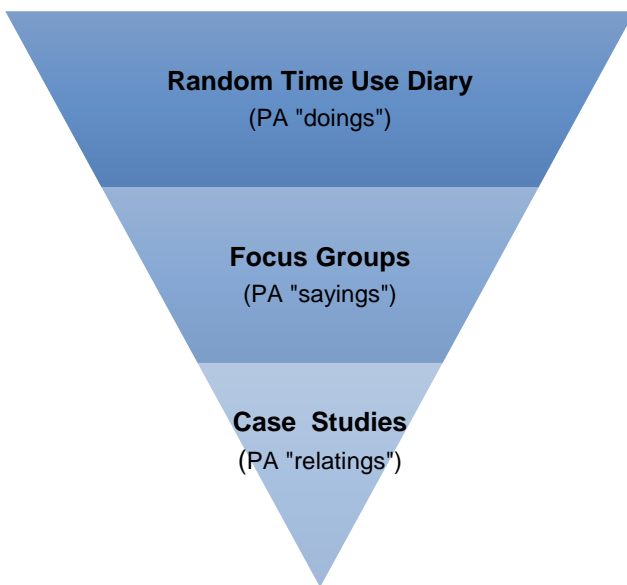 Random Time Use Diary
(PA "doings")
Focus Groups
(PA "sayings")
Case Studies
(PA "relatings")